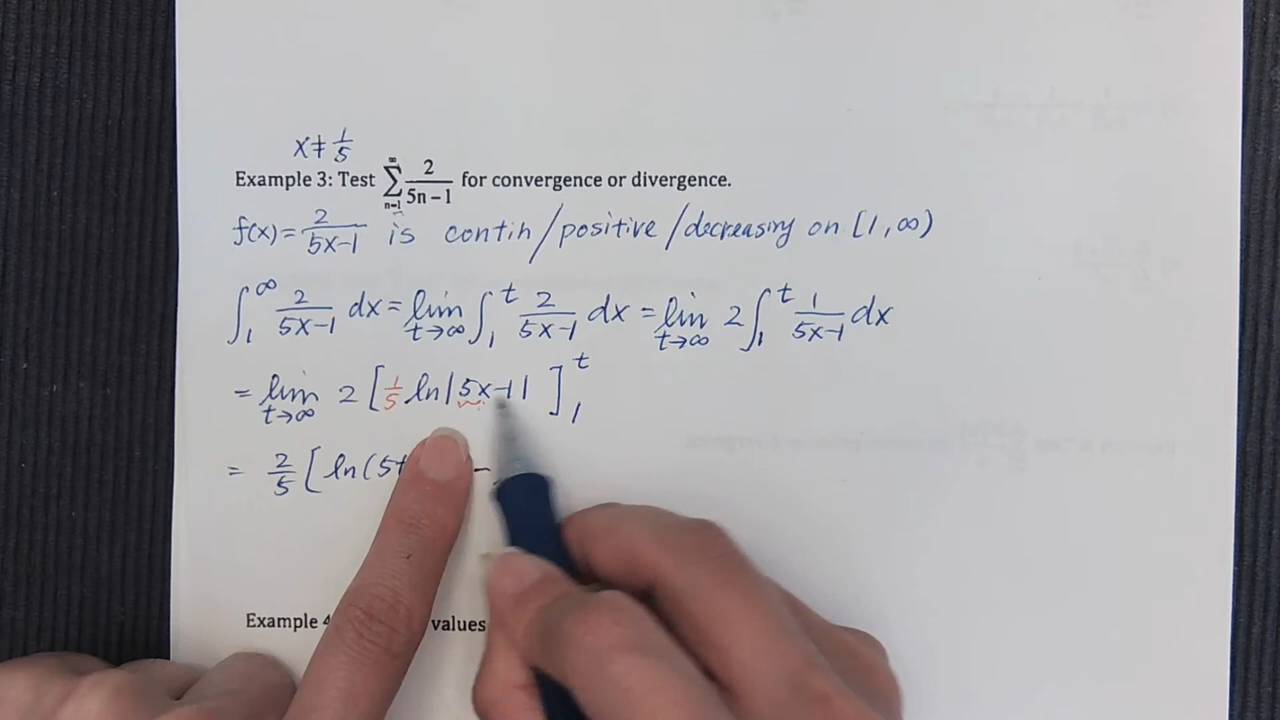 x≠1/5
Example 3: Test ∑_{n=1}^{∞} 2/(5n−1) for convergence or divergence.
f(x)= 2/(5x−1) is contin/positive/decreasing on [1,∞)
∫_1^∞ 2/(5x−1) dx = lim_{t→∞} ∫_1^t 2/(5x−1) dx = lim_{t→∞} 2∫_1^t 1/(5x−1) dx
= lim_{t→∞} 2[1/5 ln|5x−1|]_1^t
= 2/5 [ln(5t −
Example values